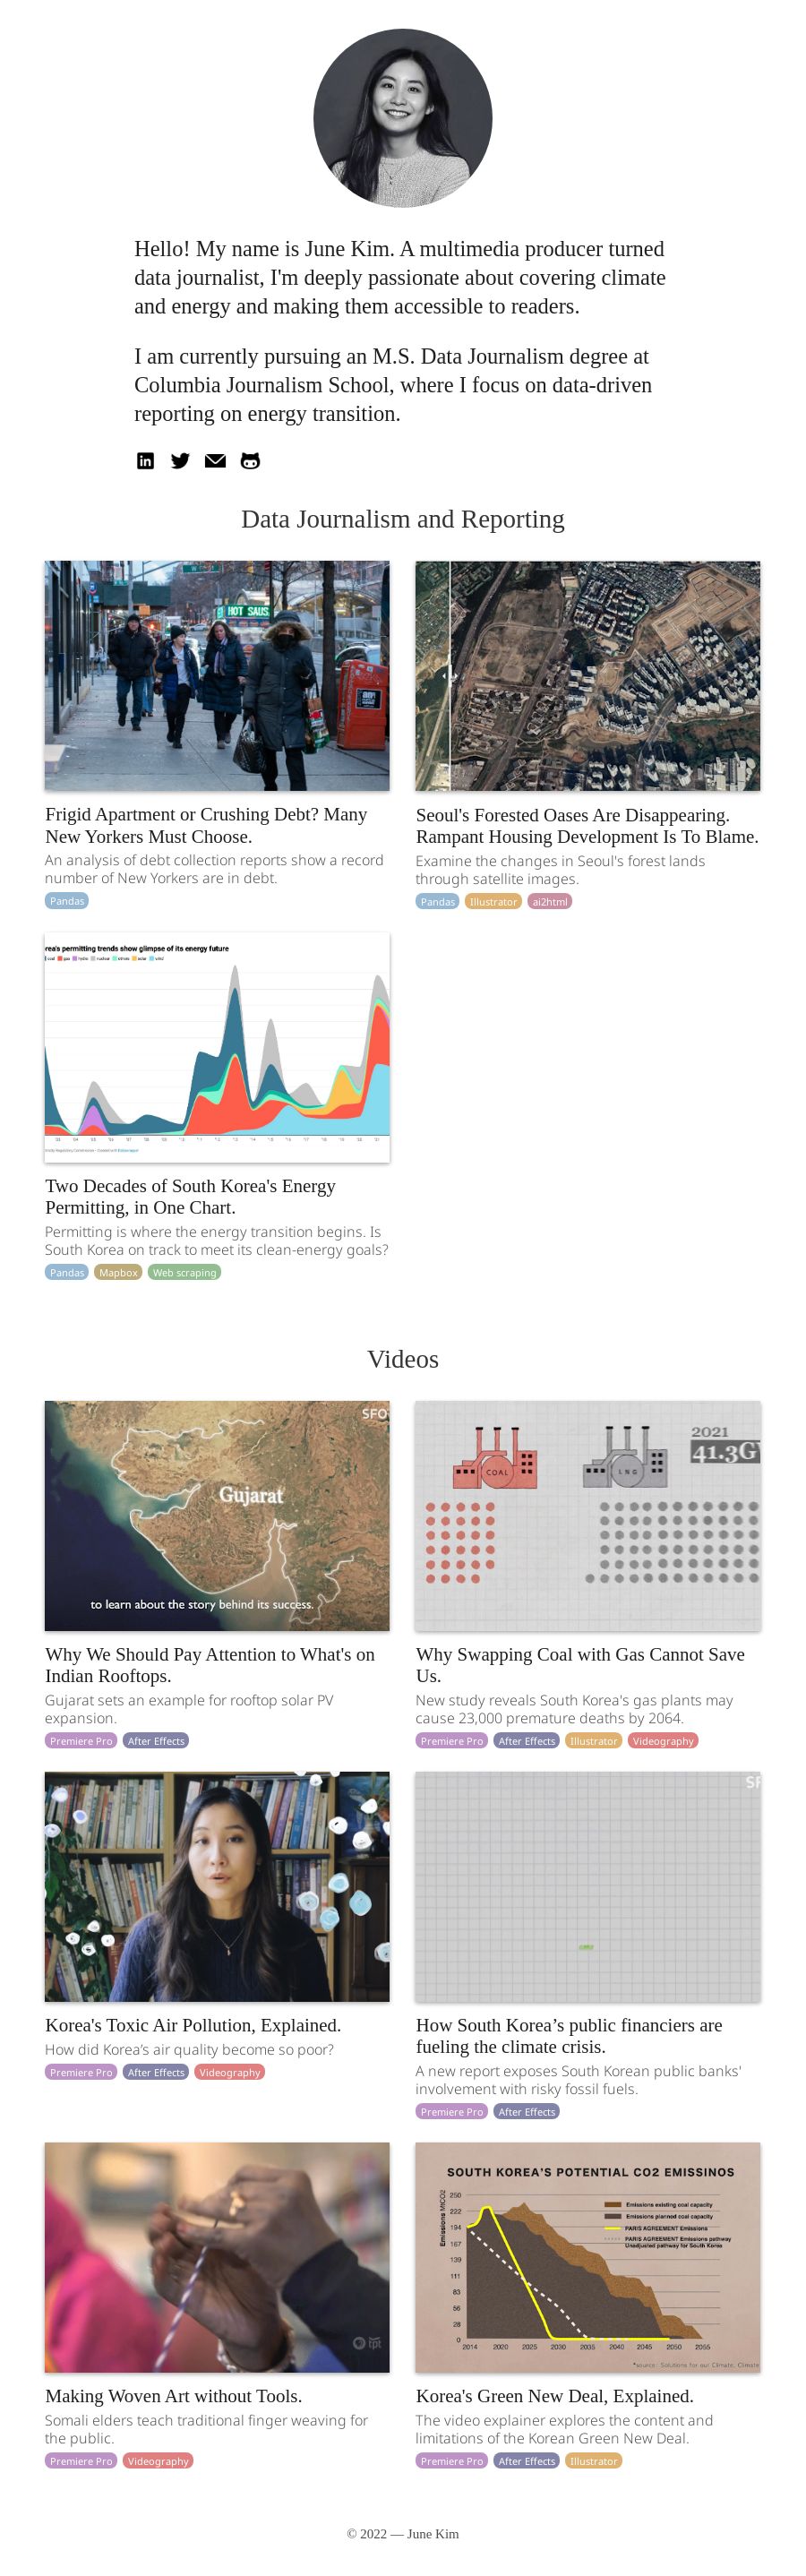 Hello! My name is June Kim. A multimedia producer turned
data journalist, I'm deeply passionate about covering climate
and energy and making them accessible to readers.
I am currently pursuing an M.S. Data Journalism degree at
Columbia Journalism School, where I focus on data-driven
reporting on energy transition.
Data Journalism and Reporting
HOT SAUS
Frigid Apartment or Crushing Debt? Many
New Yorkers Must Choose.
An analysis of debt collection reports show a record
number of New Yorkers are in debt.
Pandas
Seoul's Forested Oases Are Disappearing.
Rampant Housing Development Is To Blame.
Examine the changes in Seoul's forest lands
through satellite images.
Pandas Illustrator ai2html
rea's permitting trends show glimpse of its energy future
Two Decades of South Korea's Energy
Permitting, in One Chart.
Permitting is where the energy transition begins. Is
South Korea on track to meet its clean-energy goals?
Pandas Mapbox Web scraping
Videos
SFO
Gujarat
to learn about the story behind its success.
Why We Should Pay Attention to What's on
Indian Rooftops.
Gujarat sets an example for rooftop solar PV
expansion.
Premiere Pro After Effects
2021
41.3G
COAL
LNG
Why Swapping Coal with Gas Cannot Save
Us.
New study reveals South Korea's gas plants may
cause 23,000 premature deaths by 2064.
Premiere Pro After Effects Illustrator Videography
Korea's Toxic Air Pollution, Explained.
How did Korea’s air quality become so poor?
Premiere Pro After Effects Videography
SF
How South Korea’s public financiers are
fueling the climate crisis.
A new report exposes South Korean public banks'
involvement with risky fossil fuels.
Premiere Pro After Effects
tpt
Making Woven Art without Tools.
Somali elders teach traditional finger weaving for
the public.
Premiere Pro Videography
SOUTH KOREA'S POTENTIAL CO2 EMISSINOS
Emissions MtCO2
250
222
194
167
139
111
83
56
28
0
2014 2020 2025 2030 2035 2040 2045 2050 2055
Emissions existing coal capacity
Emissions planned coal capacity
PARIS AGREEMENT Emissions
PARIS AGREEMENT Emissions pathway
Unadjusted pathway for South Korea
*source: Solutions for our Climate, Climate
Korea's Green New Deal, Explained.
The video explainer explores the content and
limitations of the Korean Green New Deal.
Premiere Pro After Effects Illustrator
© 2022 — June Kim